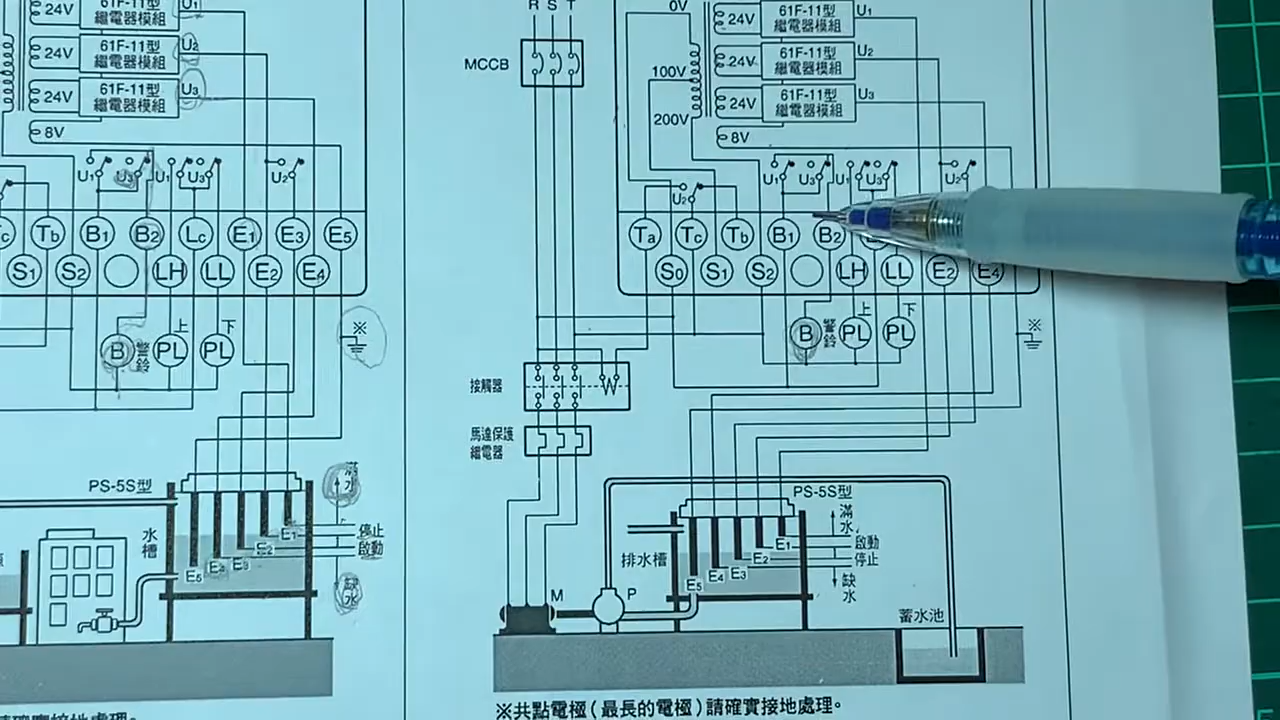 61F-11型
繼電器模組
U1
24V
61F-11型
繼電器模組
U2
24V
61F-11型
繼電器模組
U3
24V
8V
U1
U3
U1
U3
U2
Tb
B1
B2
Lc
E1
E3
E5
S1
S2
LH
LL
E2
E4
B
警鈴
上
PL
下
PL
※
PS-5S型
水槽
滿水
停止
啟動
缺水
E1
E2
E3
E4
E5
R S T
MCCB
0V
100V
200V
24V
61F-11型
繼電器模組
U1
24V
61F-11型
繼電器模組
U2
24V
61F-11型
繼電器模組
U3
8V
U2
U1
U3
U1
U3
U2
Ta
Tc
Tb
B1
B2
S0
S1
S2
LH
LL
E2
E4
B
警鈴
上
PL
下
PL
※
接觸器
馬達保護
繼電器
PS-5S型
滿水
啟動
停止
缺水
排水槽
E1
E2
E3
E4
E5
M
P
蓄水池
※共點電極(最長的電極)請確實接地處理。